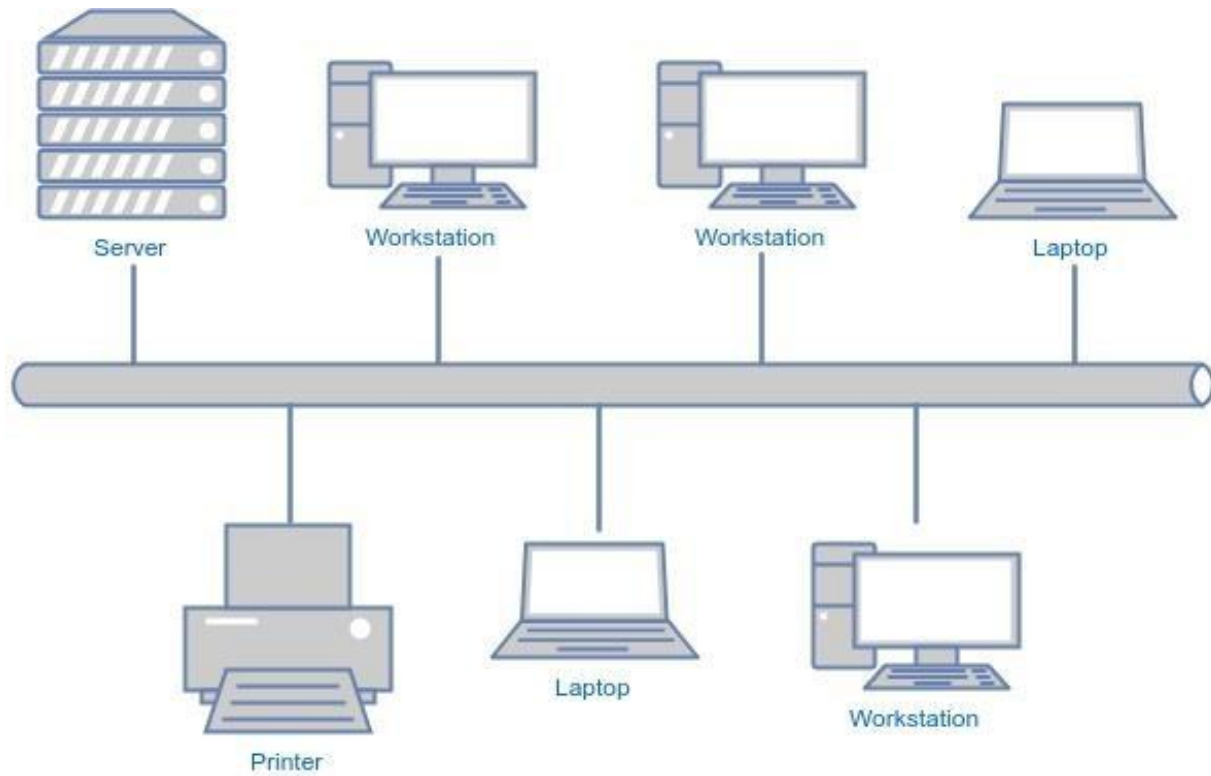 Server
Workstation
Workstation
Laptop
Printer
Laptop
Workstation